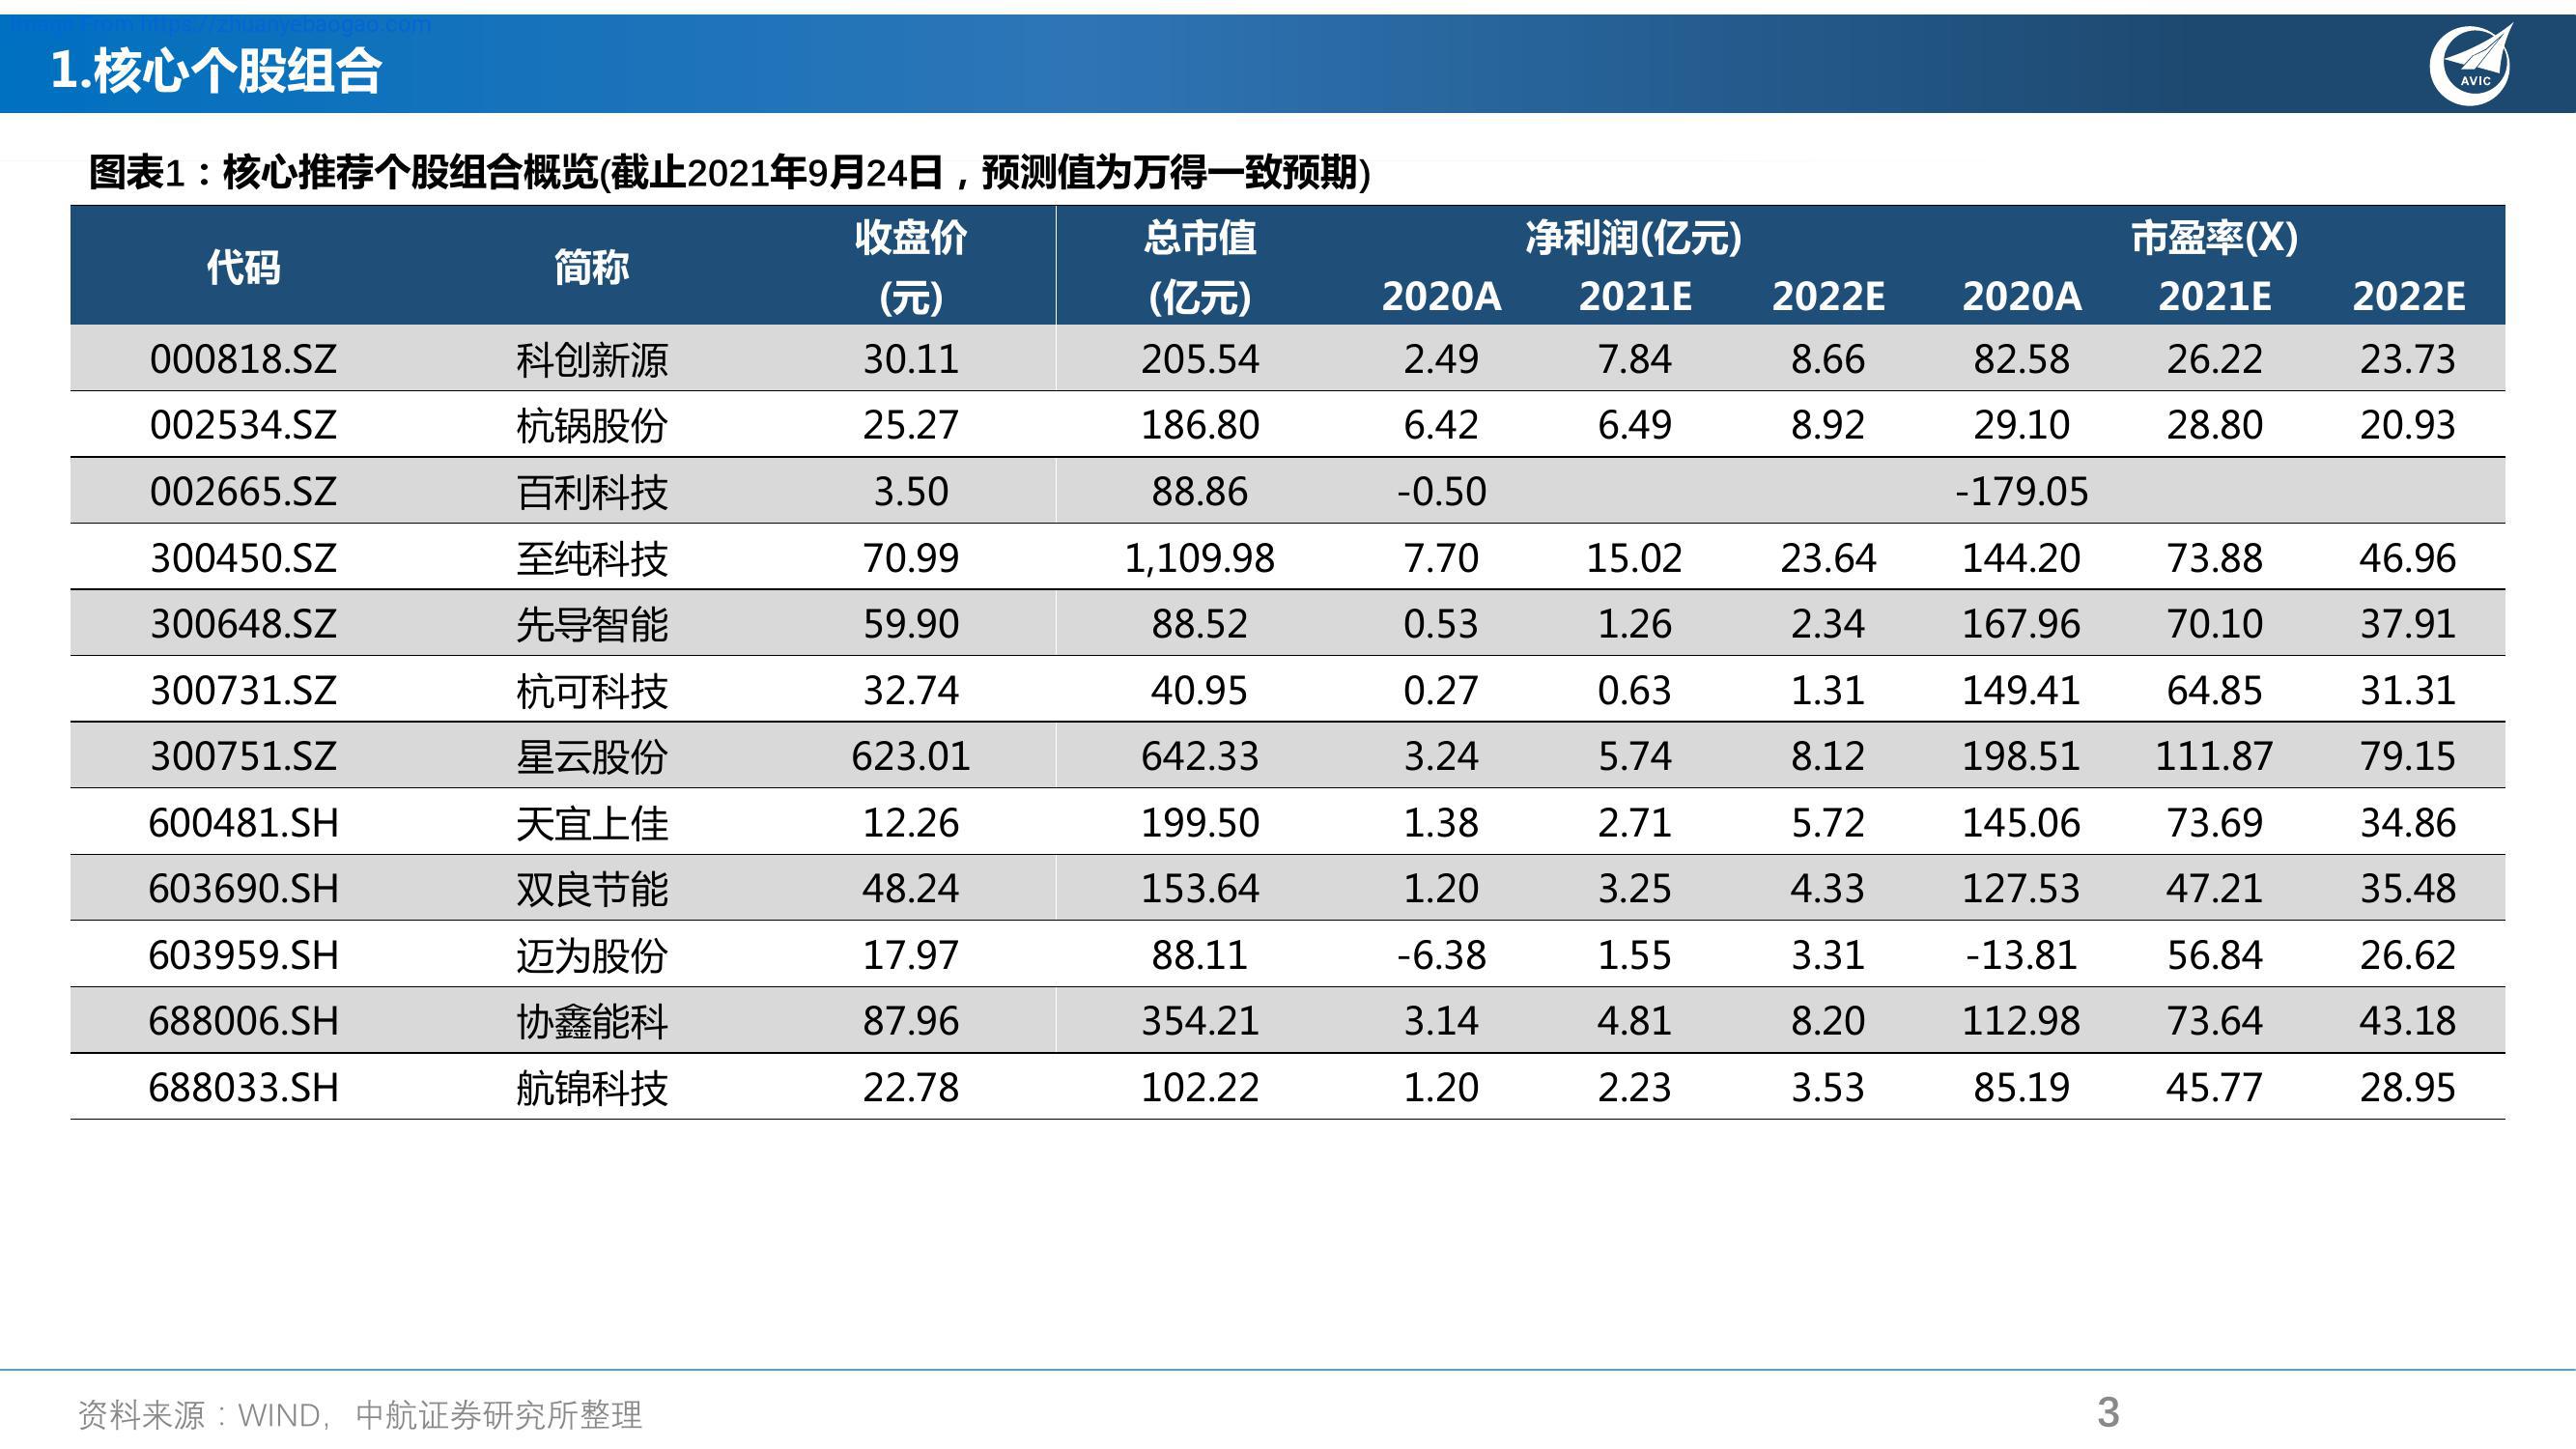 Image From https://zhuanyebaogao.com
1.核心个股组合
AVIC
图表1：核心推荐个股组合概览(截止2021年9月24日，预测值为万得一致预期)
代码 简称 收盘价(元) 总市值(亿元) 净利润(亿元) 市盈率(X)
2020A 2021E 2022E 2020A 2021E 2022E
000818.SZ 科创新源 30.11 205.54 2.49 7.84 8.66 82.58 26.22 23.73
002534.SZ 杭锅股份 25.27 186.80 6.42 6.49 8.92 29.10 28.80 20.93
002665.SZ 百利科技 3.50 88.86 -0.50 -179.05
300450.SZ 至纯科技 70.99 1,109.98 7.70 15.02 23.64 144.20 73.88 46.96
300648.SZ 先导智能 59.90 88.52 0.53 1.26 2.34 167.96 70.10 37.91
300731.SZ 杭可科技 32.74 40.95 0.27 0.63 1.31 149.41 64.85 31.31
300751.SZ 星云股份 623.01 642.33 3.24 5.74 8.12 198.51 111.87 79.15
600481.SH 天宜上佳 12.26 199.50 1.38 2.71 5.72 145.06 73.69 34.86
603690.SH 双良节能 48.24 153.64 1.20 3.25 4.33 127.53 47.21 35.48
603959.SH 迈为股份 17.97 88.11 -6.38 1.55 3.31 -13.81 56.84 26.62
688006.SH 协鑫能科 87.96 354.21 3.14 4.81 8.20 112.98 73.64 43.18
688033.SH 航锦科技 22.78 102.22 1.20 2.23 3.53 85.19 45.77 28.95
资料来源：WIND, 中航证券研究所整理
3